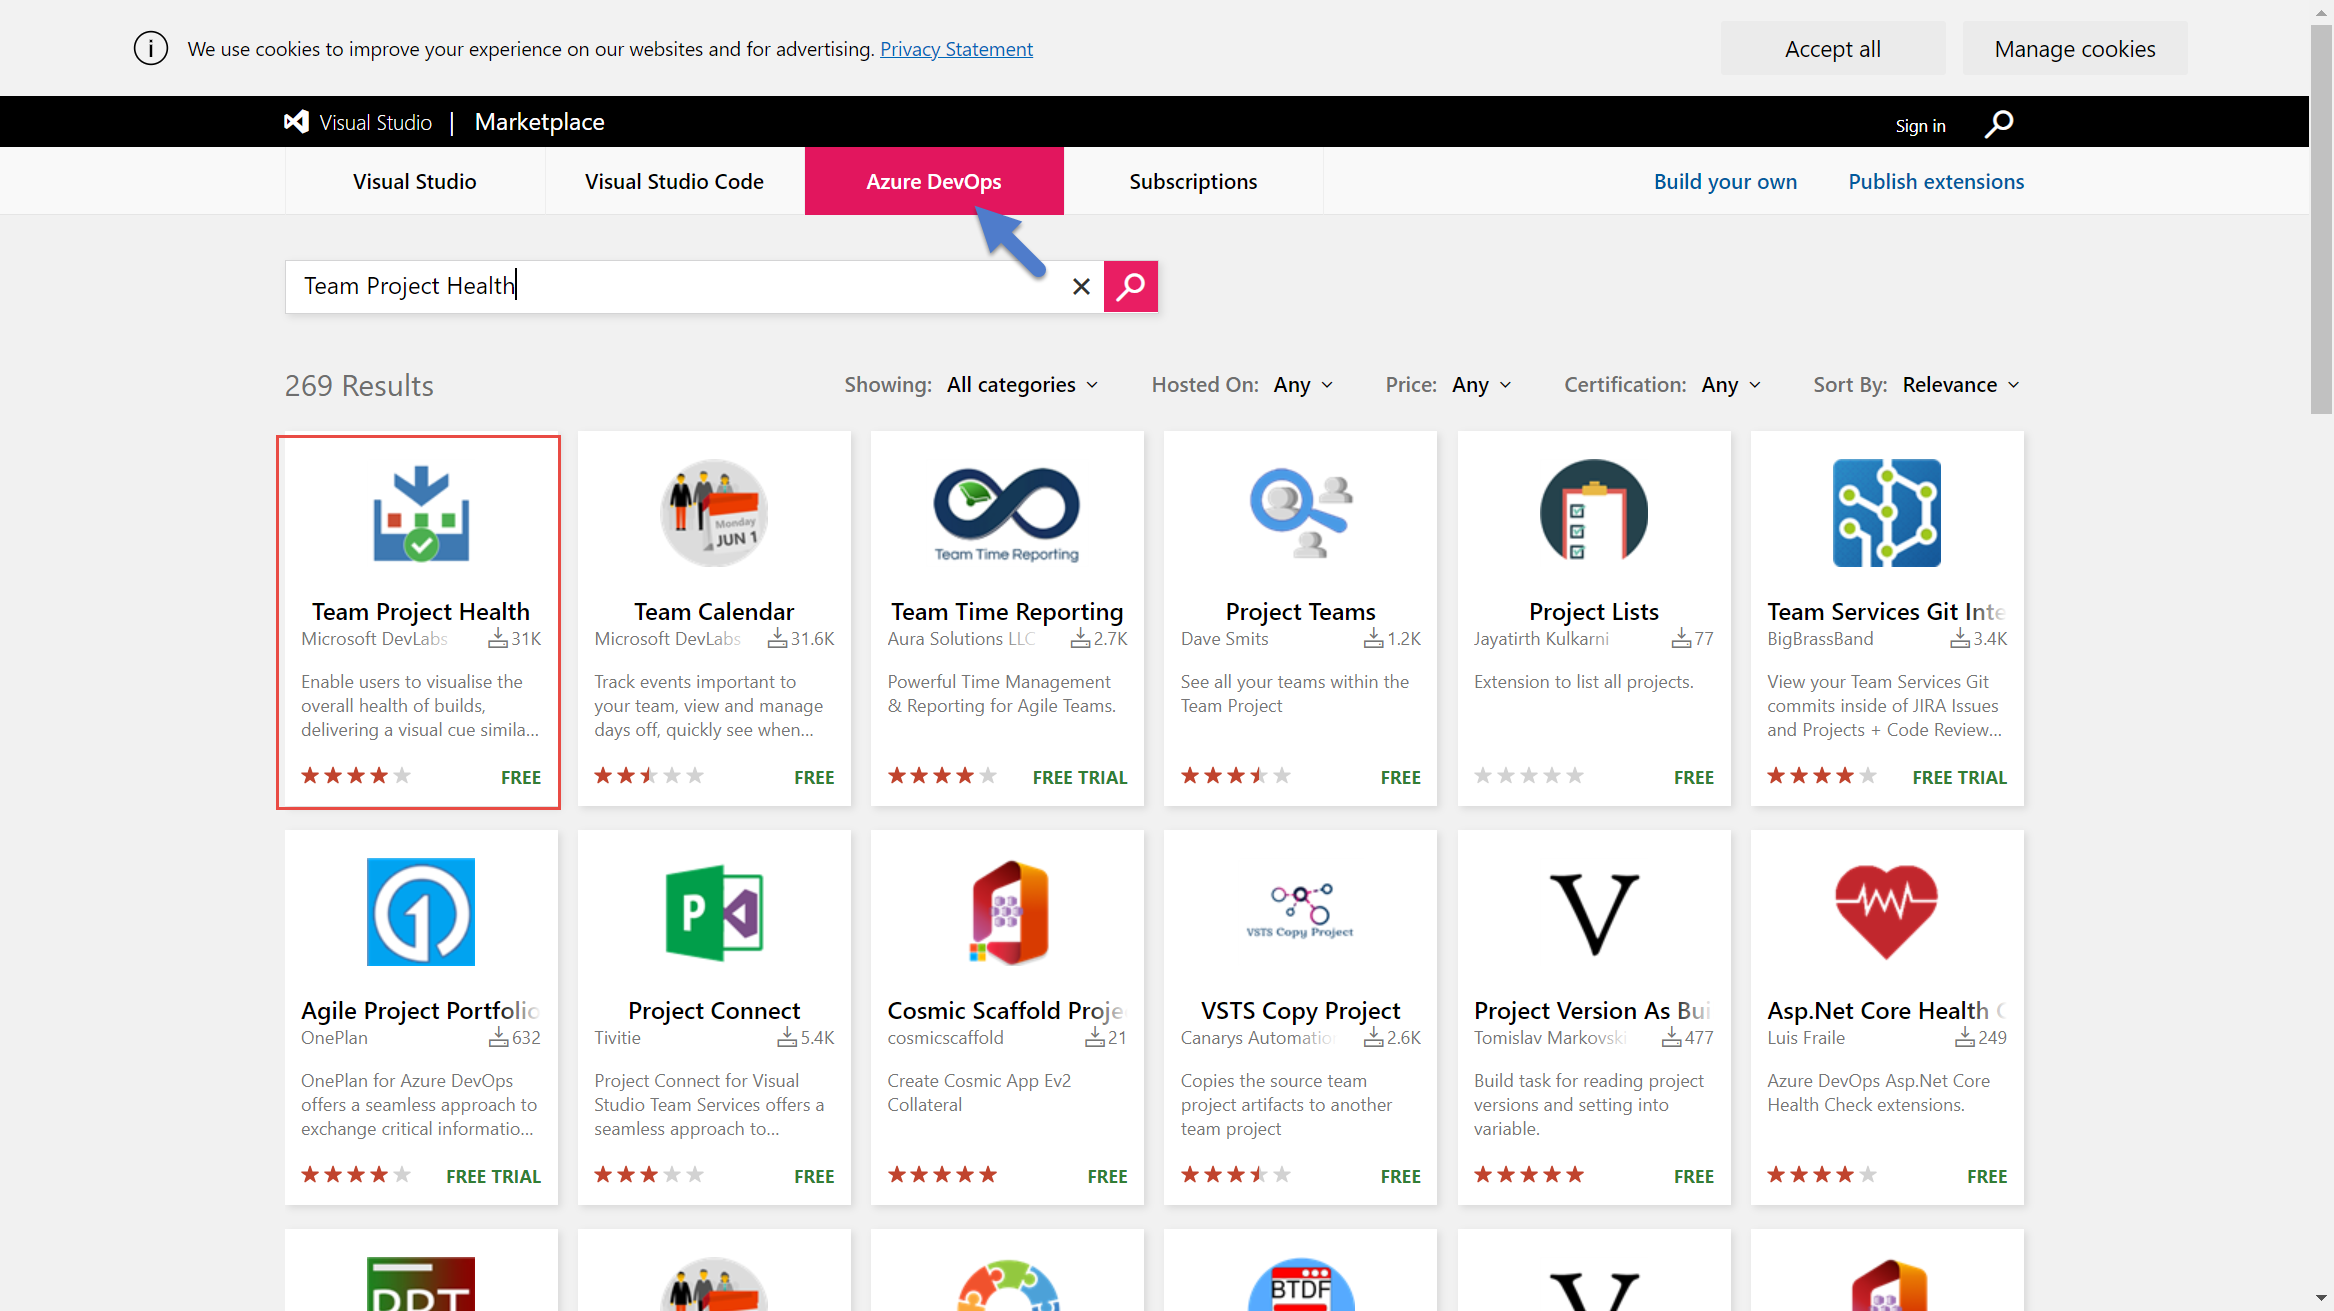 We use cookies to improve your experience on our websites and for advertising. Privacy Statement
Accept all
Manage cookies
Visual Studio | Marketplace
Sign in
Visual Studio
Visual Studio Code
Azure DevOps
Subscriptions
Build your own
Publish extensions
Team Project Health
269 Results
Showing: All categories
Hosted On: Any
Price: Any
Certification: Any
Sort By: Relevance
Team Project Health
Microsoft DevLabs 31K
Enable users to visualise the
overall health of builds,
delivering a visual cue simila...
FREE
Monday
JUN 1
Team Calendar
Microsoft DevLabs 31.6K
Track events important to
your team, view and manage
days off, quickly see when...
FREE
Team Time Reporting
Team Time Reporting
Aura Solutions LLC 2.7K
Powerful Time Management
& Reporting for Agile Teams.
FREE TRIAL
Project Teams
Dave Smits 1.2K
See all your teams within the
Team Project
FREE
Project Lists
Jayatirth Kulkarni 77
Extension to list all projects.
FREE
Team Services Git Inte
BigBrassBand 3.4K
View your Team Services Git
commits inside of JIRA Issues
and Projects + Code Review...
FREE TRIAL
Agile Project Portfolio
OnePlan 632
OnePlan for Azure DevOps
offers a seamless approach to
exchange critical informatio...
FREE TRIAL
P
Project Connect
Tivitie 5.4K
Project Connect for Visual
Studio Team Services offers a
seamless approach to...
FREE
Cosmic Scaffold Proje
cosmicscaffold 21
Create Cosmic App Ev2
Collateral
FREE
VSTS Copy Project
VSTS Copy Project
Canarys Automatio 2.6K
Copies the source team
project artifacts to another
team project
FREE
V
Project Version As Bui
Tomislav Markovski 477
Build task for reading project
versions and setting into
variable.
FREE
Asp.Net Core Health C
Luis Fraile 249
Azure DevOps Asp.Net Core
Health Check extensions.
FREE
PPT
BTDF
V